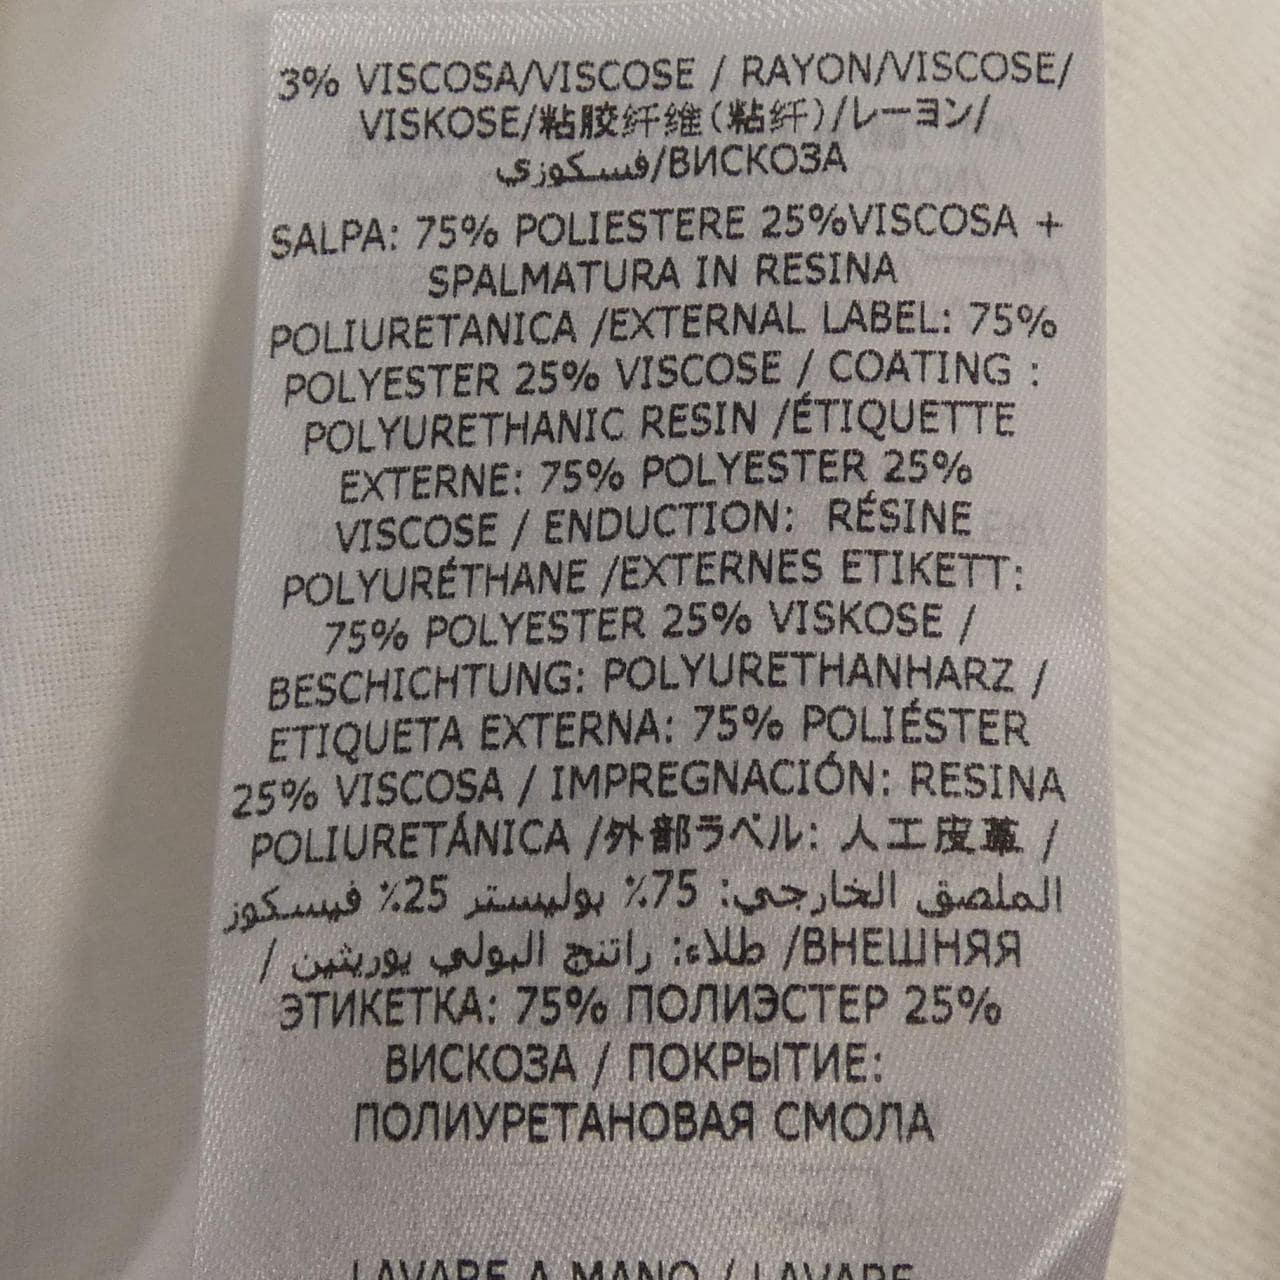 3% VISCOSA/VISCOSE / RAYON/VISCOSE/
VISKOSE/粘胶纤维(粘纤)/レーヨン/
فسكوزي/ВИСКОЗА
SALPA: 75% POLIESTERE 25%VISCOSA +
SPALMATURA IN RESINA
POLIURETANICA /EXTERNAL LABEL: 75%
POLYESTER 25% VISCOSE / COATING :
POLYURETHANIC RESIN /ÉTIQUETTE
EXTERNE: 75% POLYESTER 25%
VISCOSE / ENDUCTION: RÉSINE
POLYURÉTHANE /EXTERNES ETIKETT:
75% POLYESTER 25% VISKOSE /
BESCHICHTUNG: POLYURETHANHARZ /
ETIQUETA EXTERNA: 75% POLIÉSTER
25% VISCOSA / IMPREGNACIÓN: RESINA
POLIURETÁNICA /外部ラベル: 人工皮革 /
الملصق الخارجي: 75٪ بوليستر 25٪ فيسكوز
/ طلاء: راتنج البولي يوريثين /ВНЕШНЯЯ
ЭТИКЕТКА: 75% ПОЛИЭСТЕР 25%
ВИСКОЗА / ПОКРЫТИЕ:
ПОЛИУРЕТАНОВАЯ СМОЛА
LAVARE A MANO / LAVARE